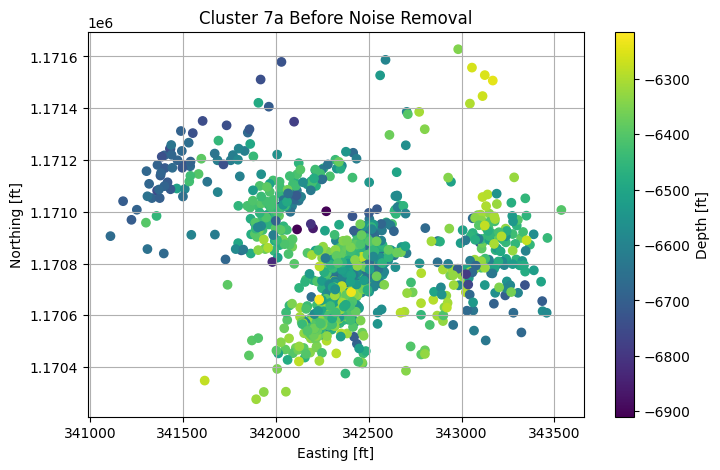 Cluster 7a Before Noise Removal
1e6
1.1716
1.1714
1.1712
1.1710
1.1708
1.1706
1.1704
Northing [ft]
341000 341500 342000 342500 343000 343500
Easting [ft]
−6300
−6400
−6500
−6600
−6700
−6800
−6900
Depth [ft]